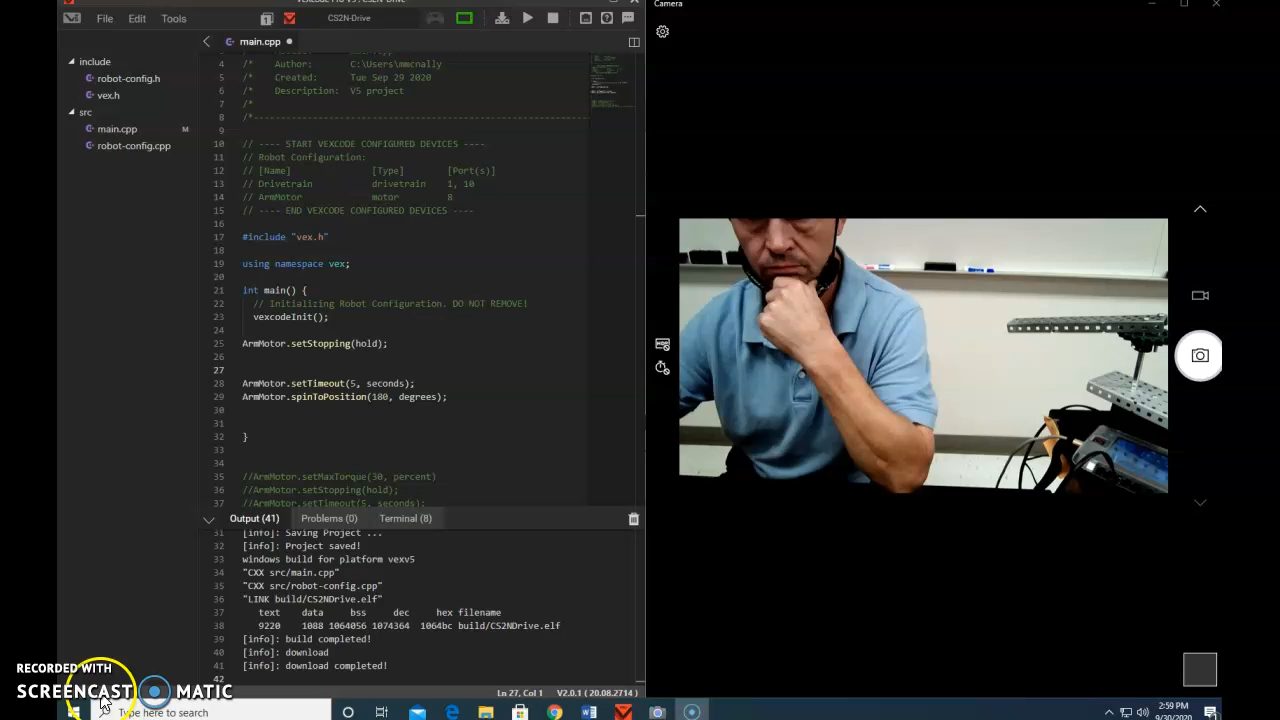 Camera
File Edit Tools
CS2N-Drive
main.cpp
include
robot-config.h
vex.h
src
main.cpp M
robot-config.cpp
4 /* Author: C:\Users\mmcnally
5 /* Created: Tue Sep 29 2020
6 /* Description: V5 project
7 /*
8 /*----------------------------------------------------------
9
10 // ---- START VEXCODE CONFIGURED DEVICES ----
11 // Robot Configuration:
12 // [Name] [Type] [Port(s)]
13 // Drivetrain drivetrain 1, 10
14 // ArmMotor motor 8
15 // ---- END VEXCODE CONFIGURED DEVICES ----
16
17 #include "vex.h"
18
19 using namespace vex;
20
21 int main() {
22 // Initializing Robot Configuration. DO NOT REMOVE!
23 vexcodeInit();
24
25 ArmMotor.setStopping(hold);
26
27
28 ArmMotor.setTimeout(5, seconds);
29 ArmMotor.spinToPosition(180, degrees);
30
31
32 }
33
34
35 //ArmMotor.setMaxTorque(30, percent)
36 //ArmMotor.setStopping(hold);
37 //ArmMotor.setTimeout(5, seconds);
Output (41) Problems (0) Terminal (8)
31 [info]: Saving Project ...
32 [info]: Project saved!
33 windows build for platform vexv5
34 "CXX src/main.cpp"
35 "CXX src/robot-config.cpp"
36 "LINK build/CS2NDrive.elf"
37 text data bss dec hex filename
38 9220 1088 1064056 1074364 1064bc build/CS2NDrive.elf
39 [info]: build completed!
40 [info]: download
41 [info]: download completed!
42
Ln 27, Col 1 V2.0.1 (20.08.2714)
RECORDED WITH
SCREENCAST MATIC
Type here to search
2:59 PM
9/30/2020